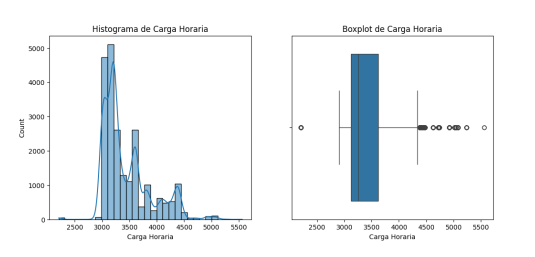 Histograma de Carga Horaria
5000
4000
3000
2000
1000
0
Count
2500 3000 3500 4000 4500 5000 5500
Carga Horaria
Boxplot de Carga Horaria
2500 3000 3500 4000 4500 5000 5500
Carga Horaria